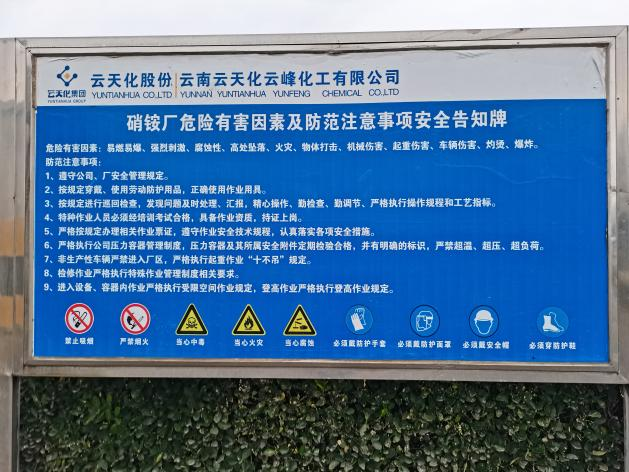 云天化集团
YUNTIANHUA GROUP
云天化股份 云南云天化云峰化工有限公司
YUNTIANHUA CO.,LTD YUNNAN YUNTIANHUA YUNFENG CHEMICAL CO.,LTD
硝铵厂危险有害因素及防范注意事项安全告知牌
危险有害因素：易燃易爆、强烈刺激、腐蚀性、高处坠落、火灾、物体打击、机械伤害、起重伤害、车辆伤害、灼烫、爆炸。
防范注意事项：
1、遵守公司、厂安全管理规定。
2、按规定穿戴、使用劳动防护用品，正确使用作业用具。
3、按规定进行巡回检查，发现问题及时处理、汇报，精心操作、勤检查、勤调节、严格执行操作规程和工艺指标。
4、特种作业人员必须经培训考试合格，具备作业资质，持证上岗。
5、严格按规定办理相关作业票证，遵守作业安全技术规程，认真落实各项安全措施。
6、严格执行公司压力容器管理制度，压力容器及其所属安全附件定期检验合格，并有明确的标识，严禁超温、超压、超负荷。
7、非生产性车辆严禁进入厂区，严格执行起重作业“十不吊”规定。
8、检修作业严格执行特殊作业管理制度相关要求。
9、进入设备、容器内作业严格执行受限空间作业规定，登高作业严格执行登高作业规定。
禁止吸烟 严禁烟火 当心中毒 当心火灾 当心腐蚀 必须戴防护手套 必须戴防护面罩 必须戴安全帽 必须穿防护鞋